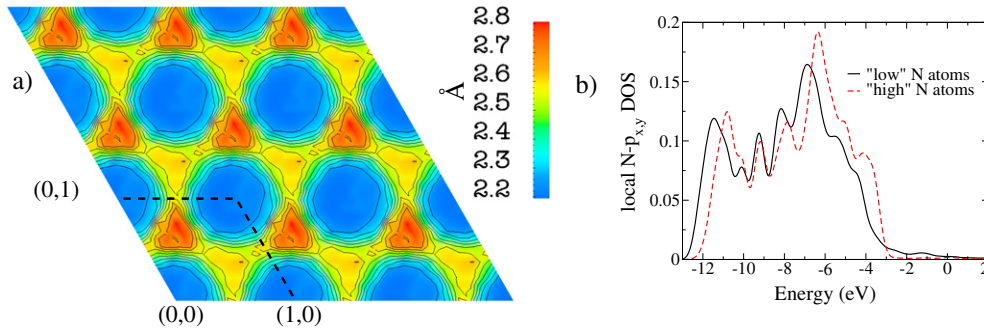 a)
2.8
2.7
2.6
2.5
2.4
2.3
2.2
Å
(0,1)
(0,0)
(1,0)
b)
local N-p_{x,y} DOS
0.2
0.15
0.1
0.05
0
"low" N atoms
"high" N atoms
-12 -10 -8 -6 -4 -2 0 2
Energy (eV)